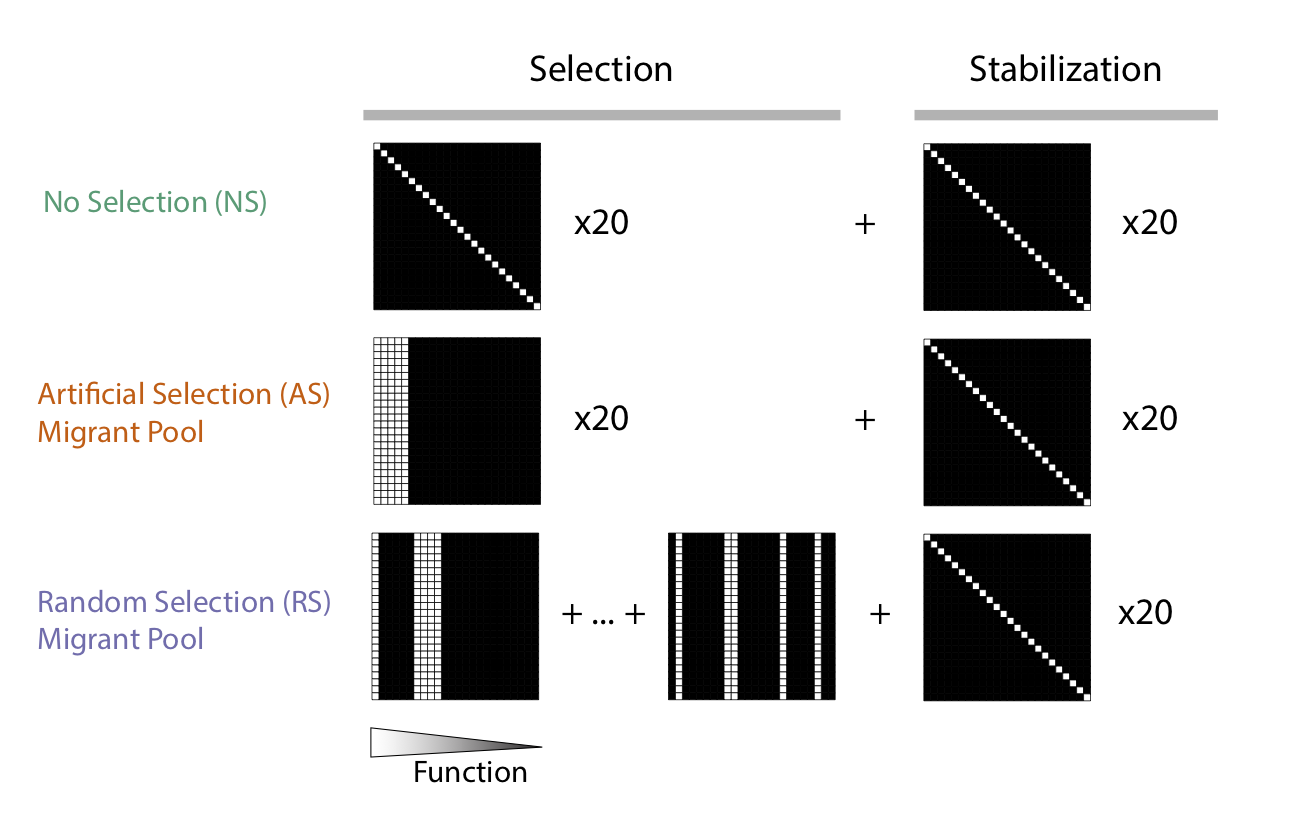 Selection
Stabilization
No Selection (NS)
x20
+
x20
Artificial Selection (AS)
Migrant Pool
x20
+
x20
Random Selection (RS)
Migrant Pool
+ ... +
+
x20
Function